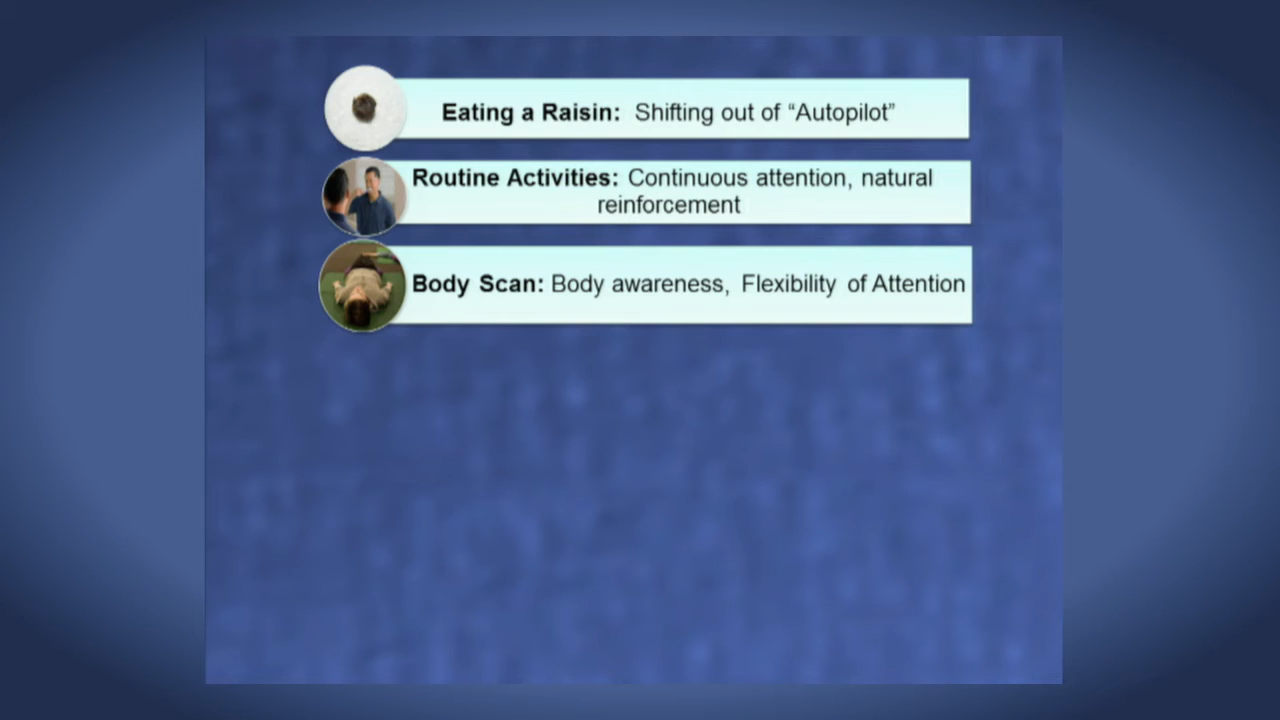 Eating a Raisin: Shifting out of “Autopilot”
Routine Activities: Continuous attention, natural
reinforcement
Body Scan: Body awareness, Flexibility of Attention